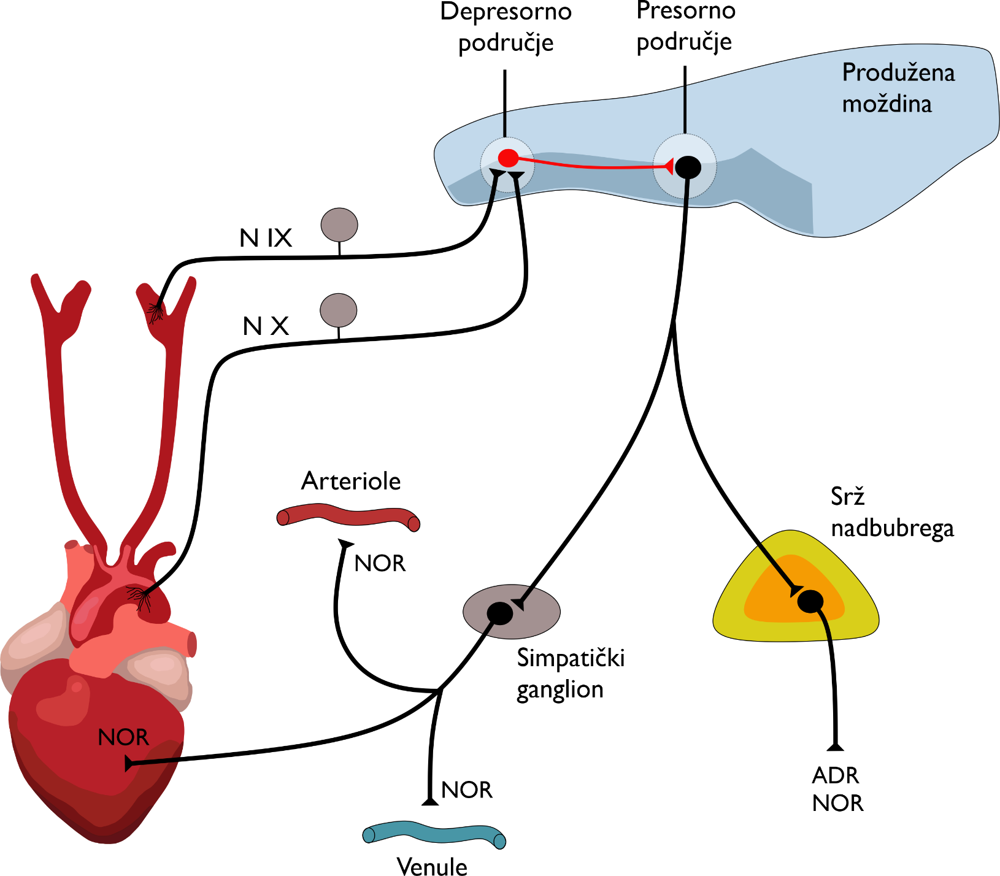 Depresorno
područje
Presorno
područje
Produžena
moždina
N IX
N X
Arteriole
NOR
Srž
nadbubrega
Simpatički
ganglion
NOR
NOR
ADR
NOR
Venule